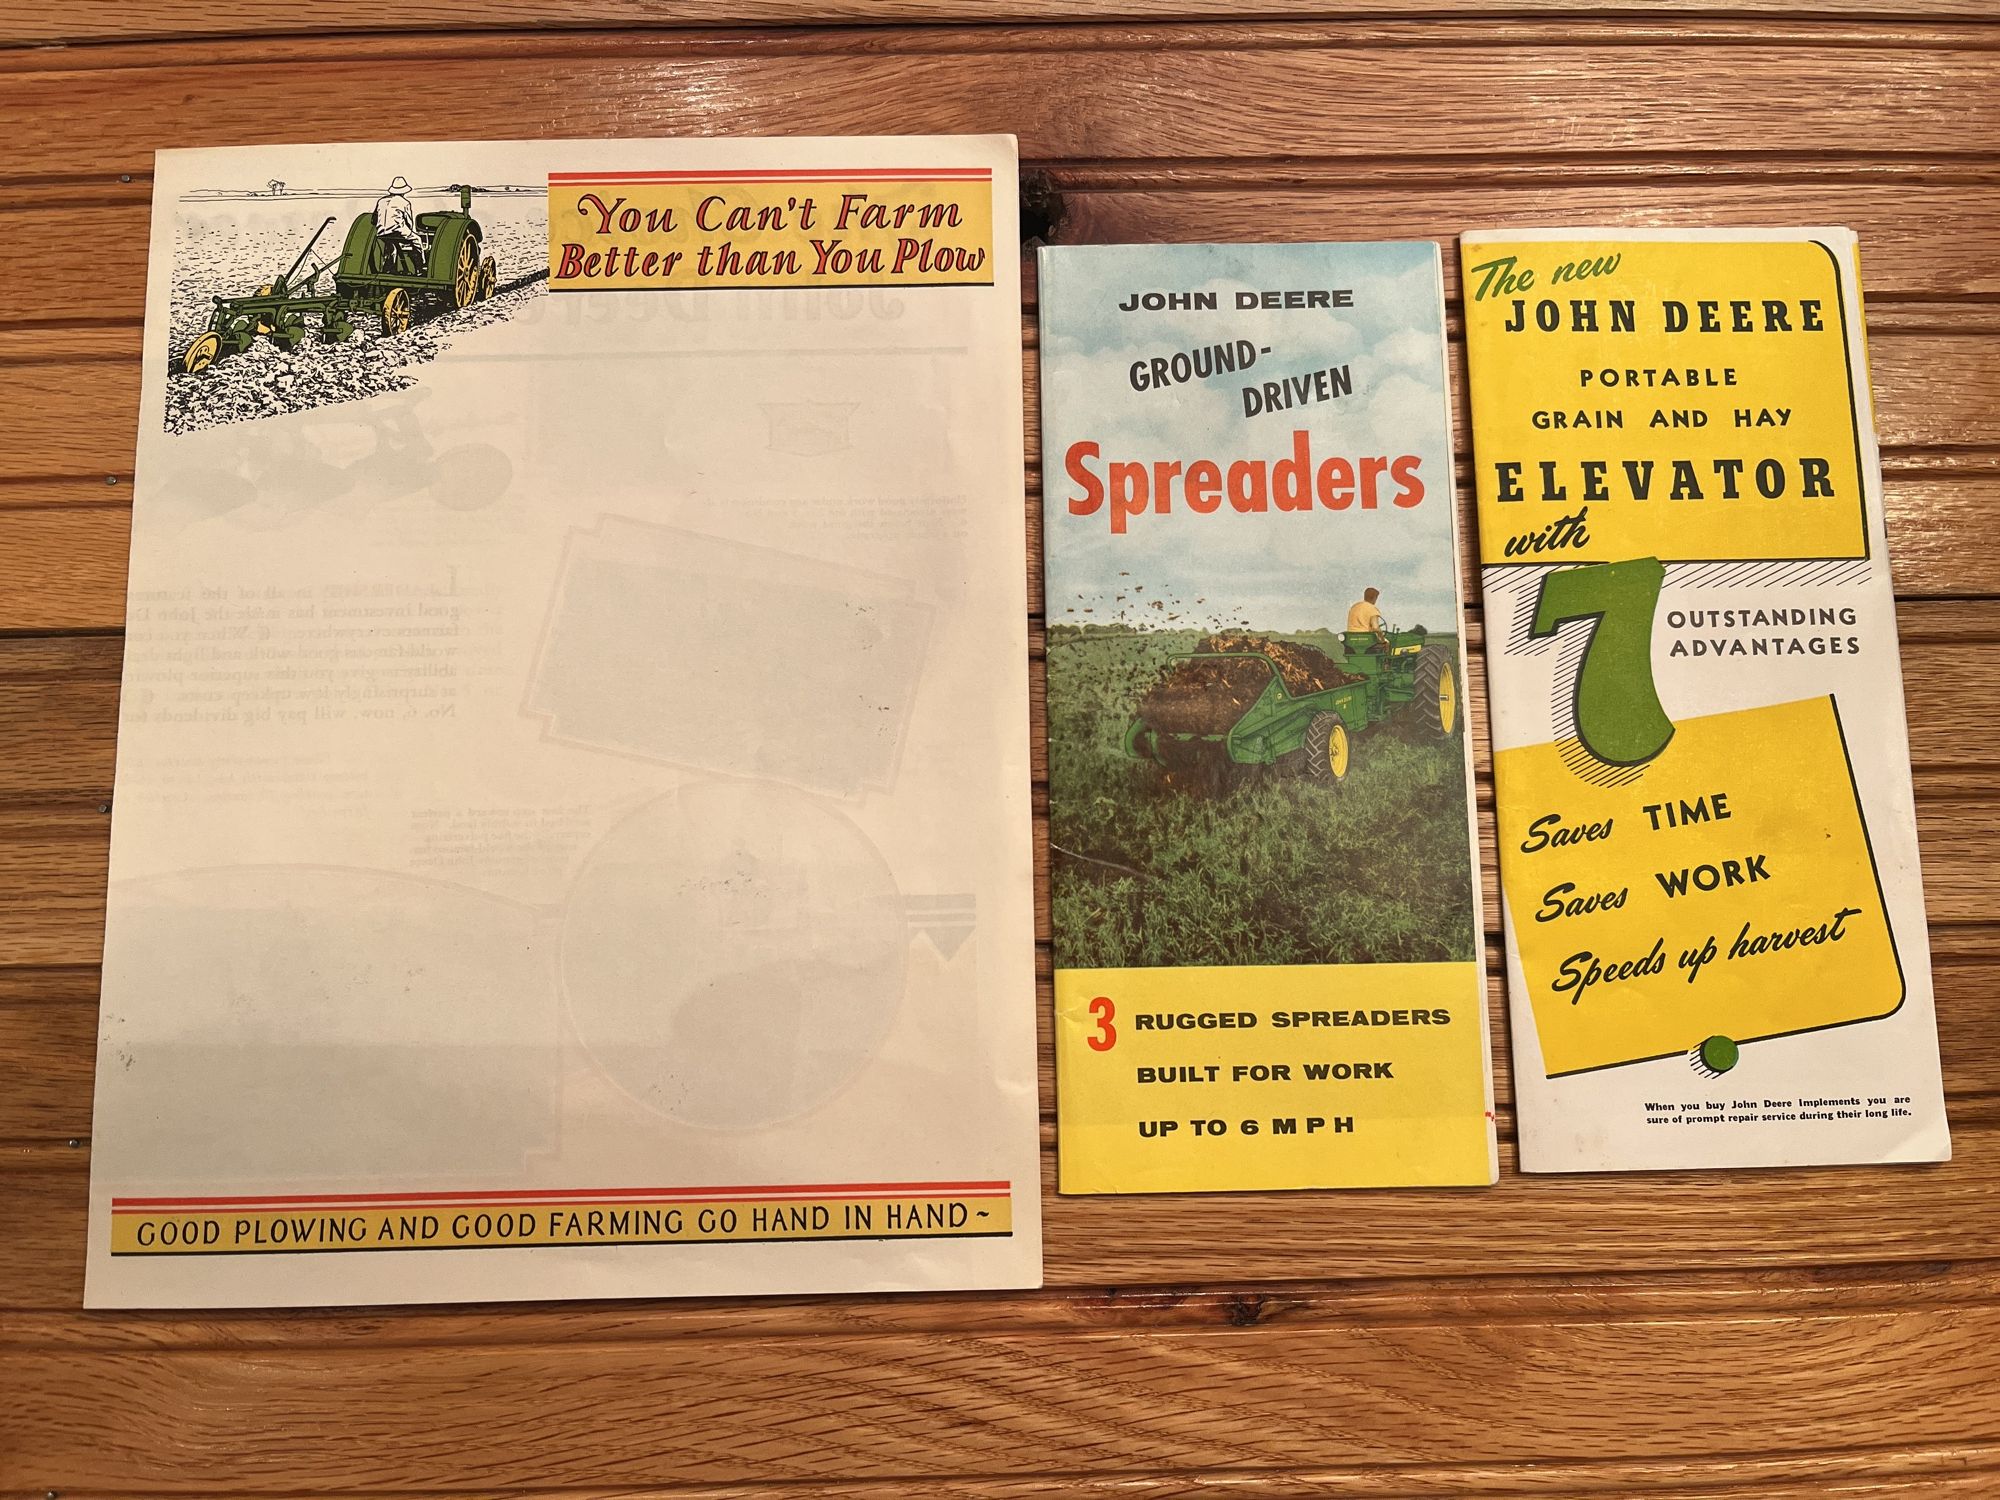 You Can't Farm
Better than You Plow
GOOD PLOWING AND GOOD FARMING GO HAND IN HAND~
JOHN DEERE
GROUND-
DRIVEN
Spreaders
3 RUGGED SPREADERS
BUILT FOR WORK
UP TO 6 MPH
The new
JOHN DEERE
PORTABLE
GRAIN AND HAY
ELEVATOR
with
7 OUTSTANDING
ADVANTAGES
Saves TIME
Saves WORK
Speeds up harvest
When you buy John Deere Implements you are
sure of prompt repair service during their long life.